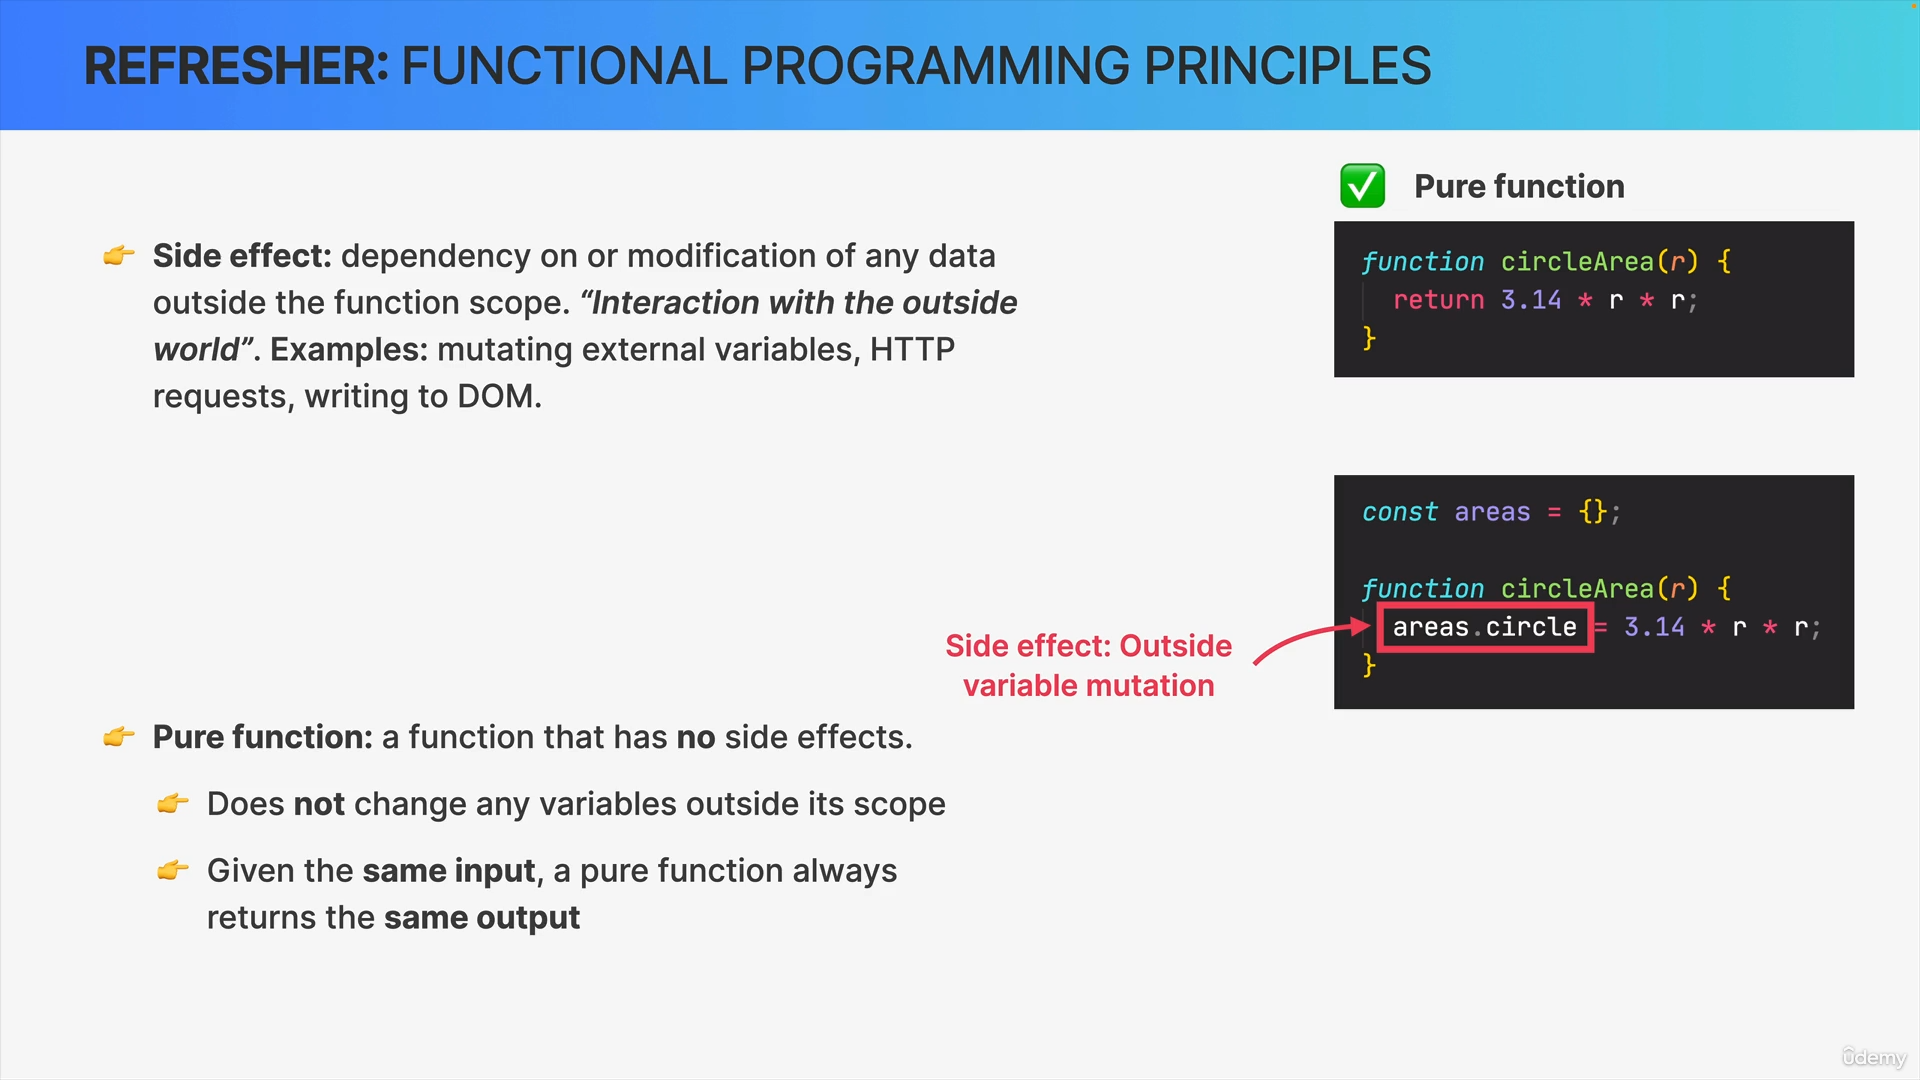 REFRESHER: FUNCTIONAL PROGRAMMING PRINCIPLES
Side effect: dependency on or modification of any data
outside the function scope. “Interaction with the outside
world”. Examples: mutating external variables, HTTP
requests, writing to DOM.
Pure function: a function that has no side effects.
Does not change any variables outside its scope
Given the same input, a pure function always
returns the same output
Pure function
function circleArea(r) {
return 3.14 * r * r;
}
const areas = {};
function circleArea(r) {
areas.circle = 3.14 * r * r;
}
Side effect: Outside
variable mutation
ûdemy